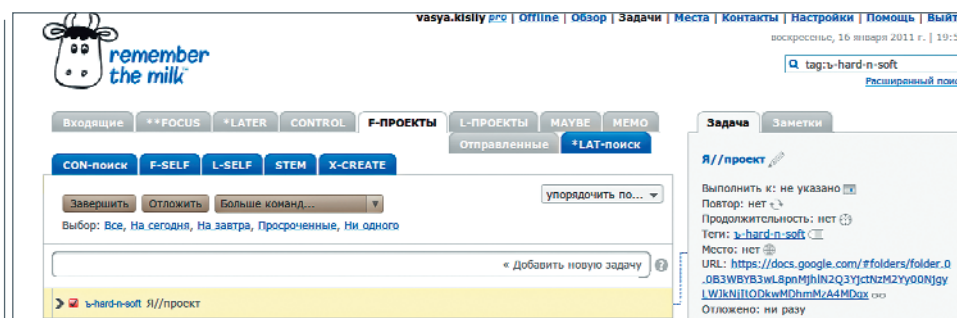 vasya.kisliy pro | Offline | Обзор | Задачи | Места | Контакты | Настройки | Помощь | Выйт
воскресенье, 16 января 2011 г. | 19:5
remember
the milk
tag:ъ-hard-n-soft
Расширенный поис
Входящие **FOCUS *LATER CONTROL F-ПРОЕКТЫ L-ПРОЕКТЫ MAYBE MEMO
Отправленные *LAT-поиск
CON-поиск F-SELF L-SELF STEM X-CREATE
Завершить Отложить Больше команд...
упорядочить по...
Выбор: Все, На сегодня, На завтра, Просроченные, Ни одного
« Добавить новую задачу
ъ-hard-n-soft Я//проект
Задача Заметки
Я//проект
Выполнить к: не указано
Повтор: нет
Продолжительность: нет
Теги: ъ-hard-n-soft
Место: нет
URL: https://docs.google.com/#folders/folder.0
Отложено: ни разу